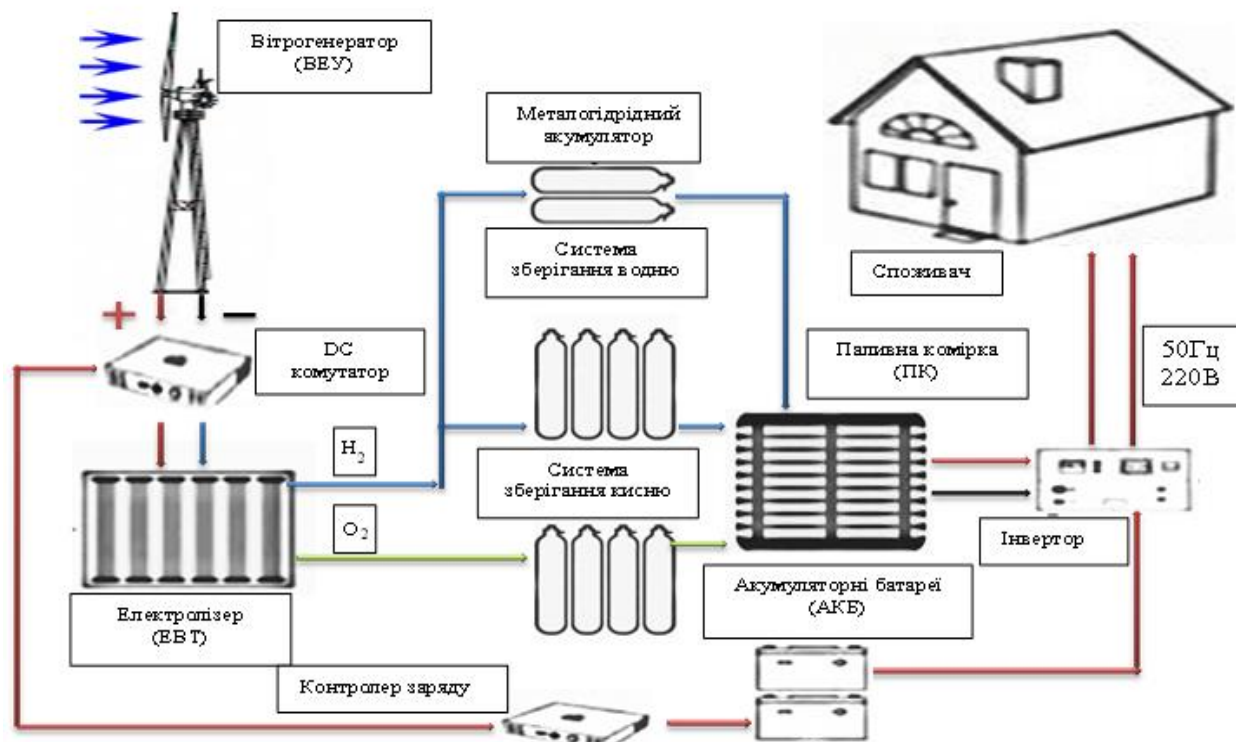 Вітрогенератор
(ВЕУ)
Металогідрідний
акумулятор
Система
зберігання водню
Споживач
+
−
DC
комутатор
Паливна комірка
(ПК)
50Гц
220В
H2
Система
зберігання кисню
O2
Інвертор
Електролізер
(ЕВТ)
Акумуляторні батареї
(АКБ)
Контролер заряду